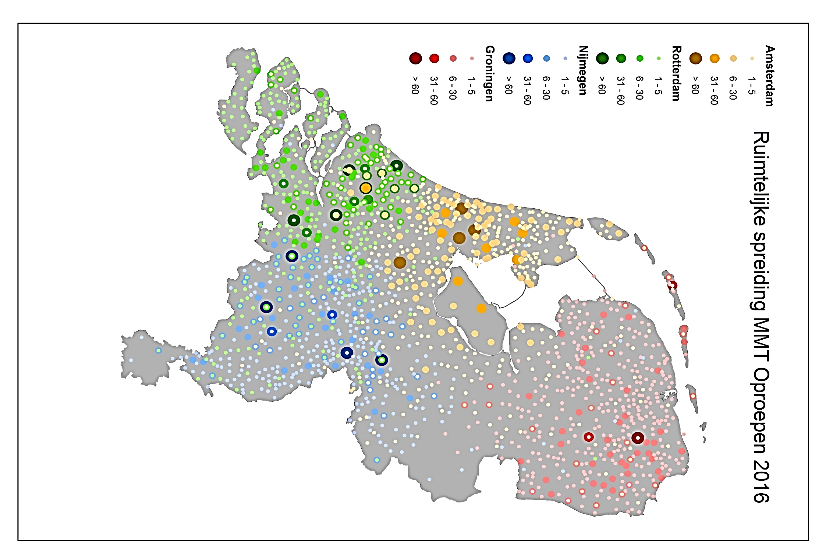 Ruimtelijke spreiding MMT Oproepen 2016
Amsterdam
1 - 5
6 - 30
31 - 60
> 60
Rotterdam
1 - 5
6 - 30
31 - 60
> 60
Nijmegen
1 - 5
6 - 30
31 - 60
> 60
Groningen
1 - 5
6 - 30
31 - 60
> 60